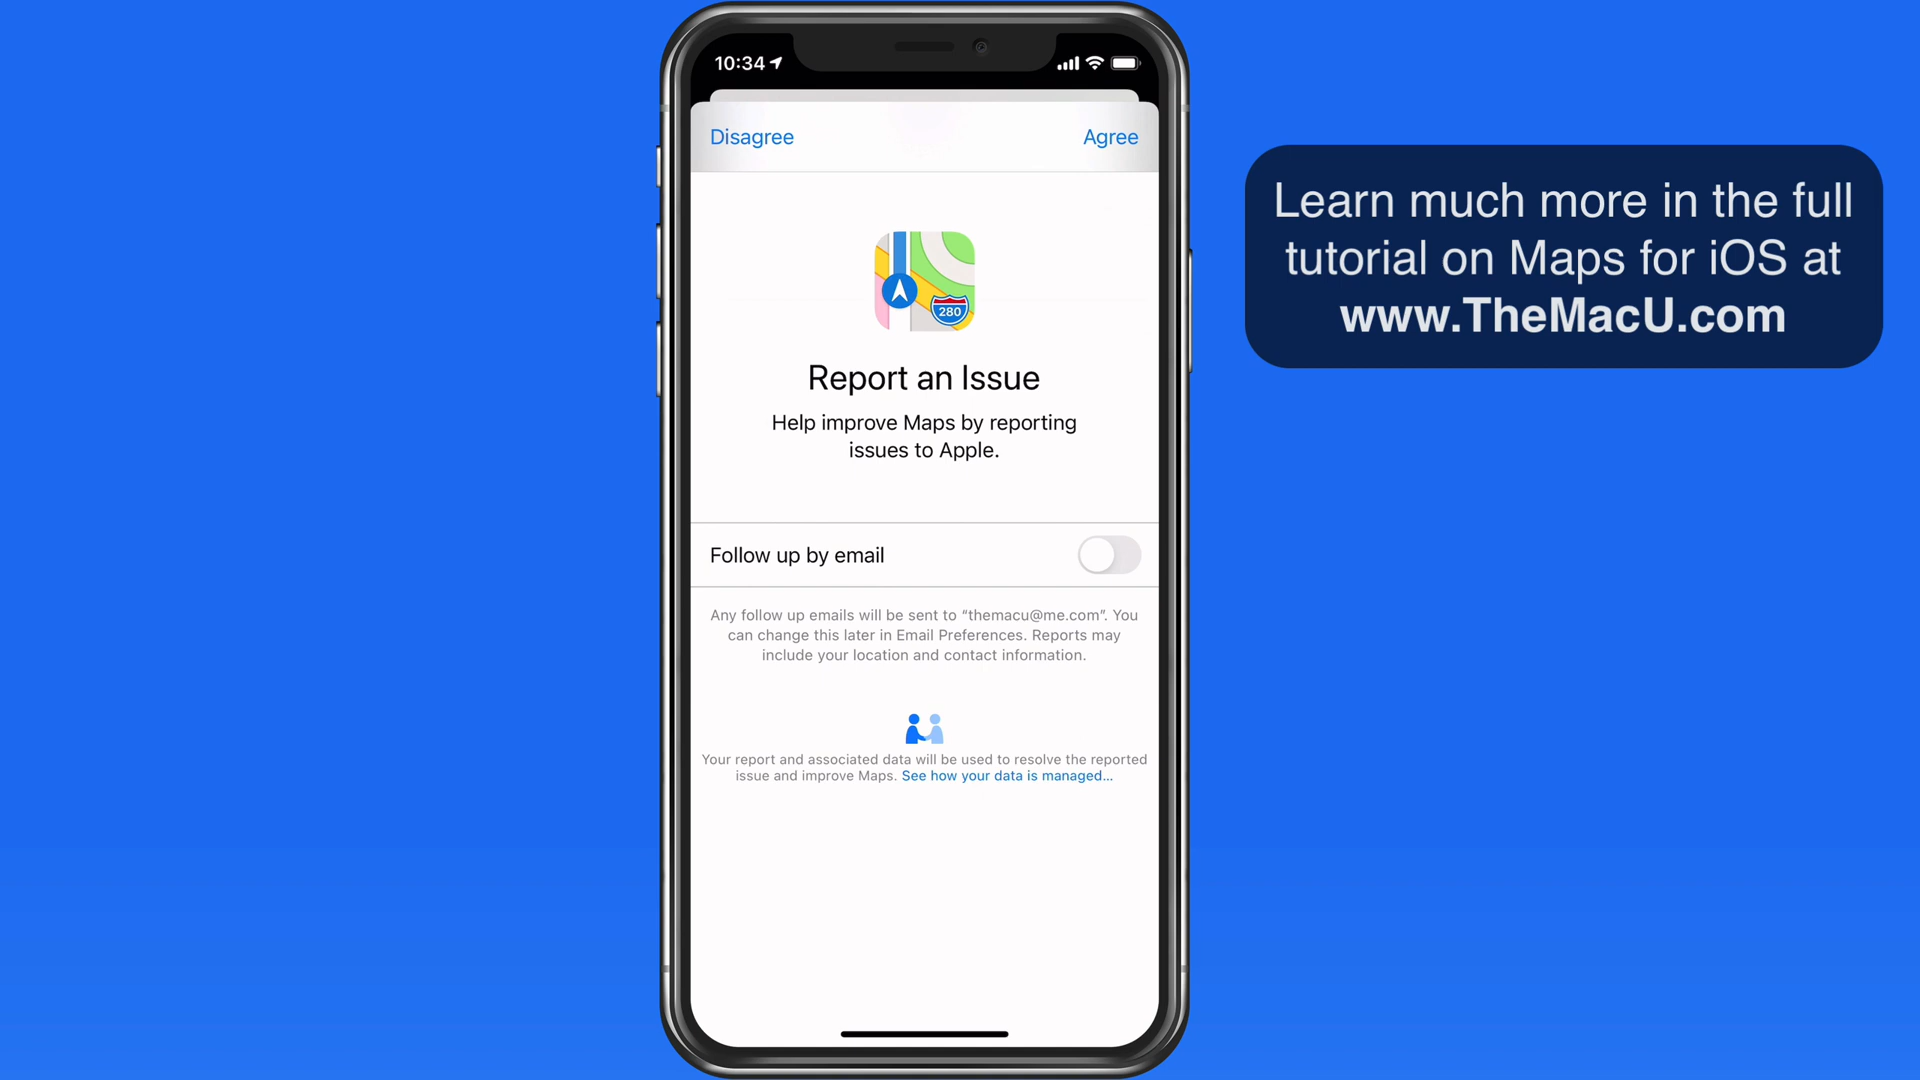 10:34
Disagree
Agree
280
Report an Issue
Help improve Maps by reporting
issues to Apple.
Follow up by email
Any follow up emails will be sent to “themacu@me.com”. You
can change this later in Email Preferences. Reports may
include your location and contact information.
Your report and associated data will be used to resolve the reported
issue and improve Maps. See how your data is managed...
Learn much more in the full
tutorial on Maps for iOS at
www.TheMacU.com